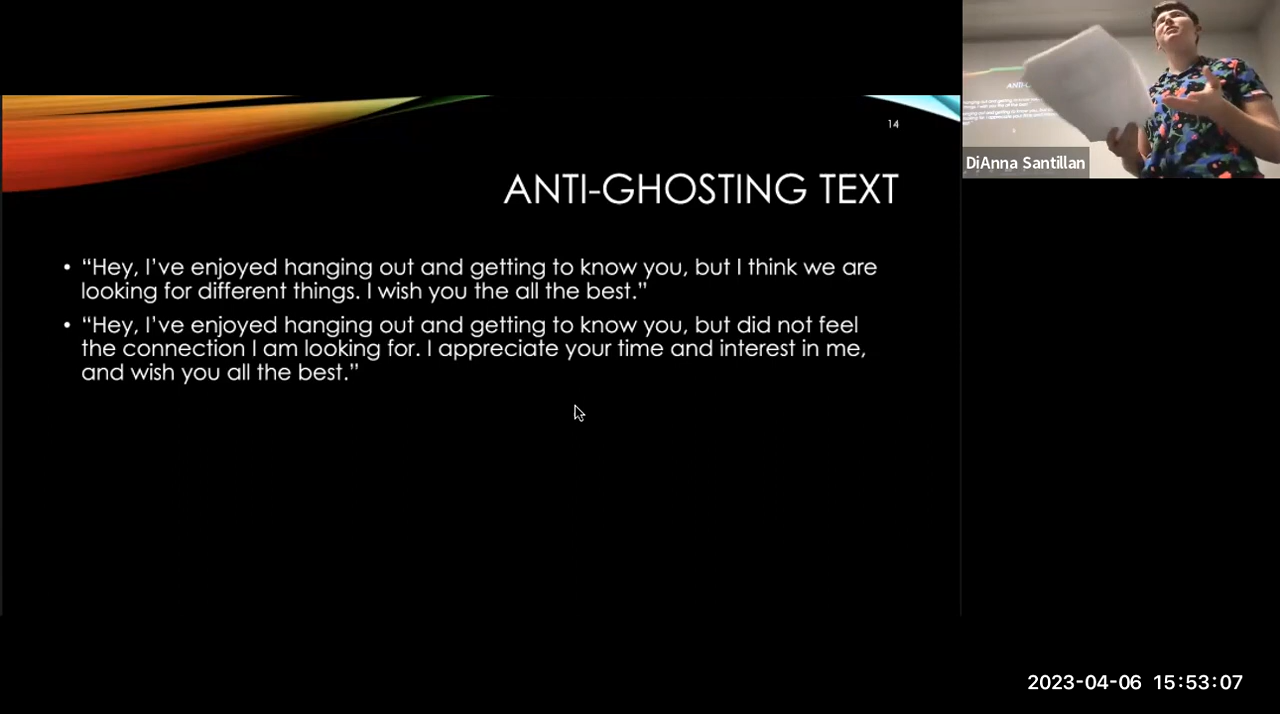 14
ANTI-GHOSTING TEXT
• “Hey, I’ve enjoyed hanging out and getting to know you, but I think we are
looking for different things. I wish you the all the best.”
• “Hey, I’ve enjoyed hanging out and getting to know you, but did not feel
the connection I am looking for. I appreciate your time and interest in me,
and wish you all the best.”
DiAnna Santillan
2023-04-06 15:53:07